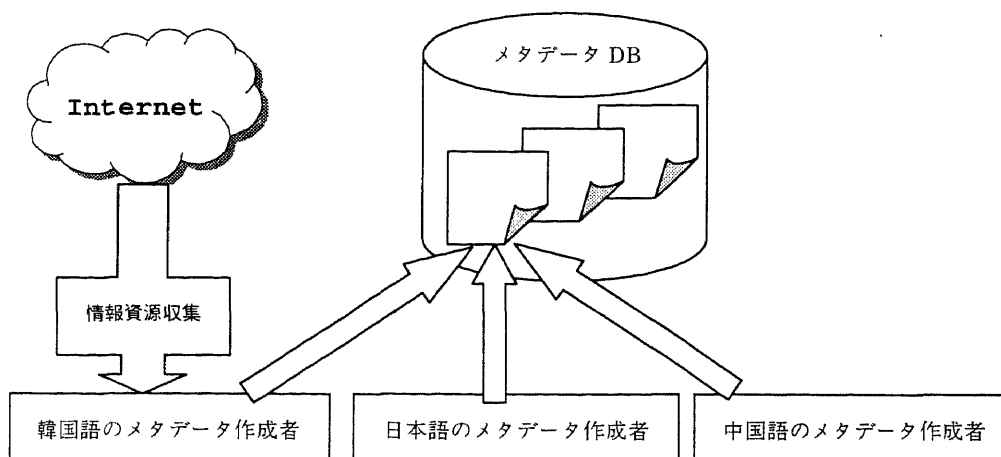 メタデータ DB
Internet
情報資源収集
韓国語のメタデータ作成者
日本語のメタデータ作成者
中国語のメタデータ作成者